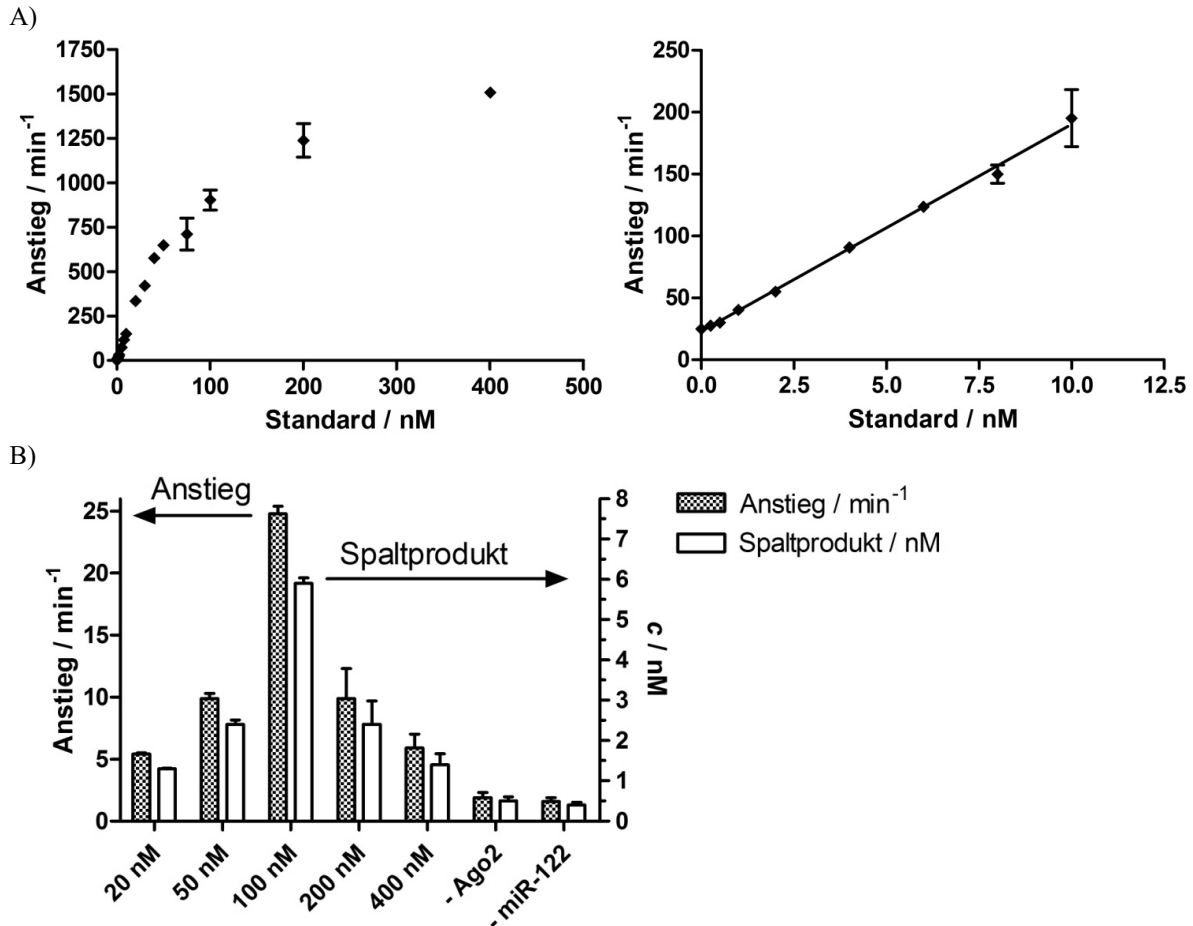 A)
Anstieg / min⁻¹
1750
1500
1250
1000
750
500
250
0
0 100 200 300 400 500
Standard / nM
Anstieg / min⁻¹
250
200
150
100
50
0
0.0 2.5 5.0 7.5 10.0 12.5
Standard / nM
B)
Anstieg / min⁻¹
25
20
15
10
5
0
Anstieg
Spaltprodukt
8
7
6
5
4
3
2
1
0
c / nM
20 nM
50 nM
100 nM
200 nM
400 nM
- Ago2
- miR-122
Anstieg / min⁻¹
Spaltprodukt / nM